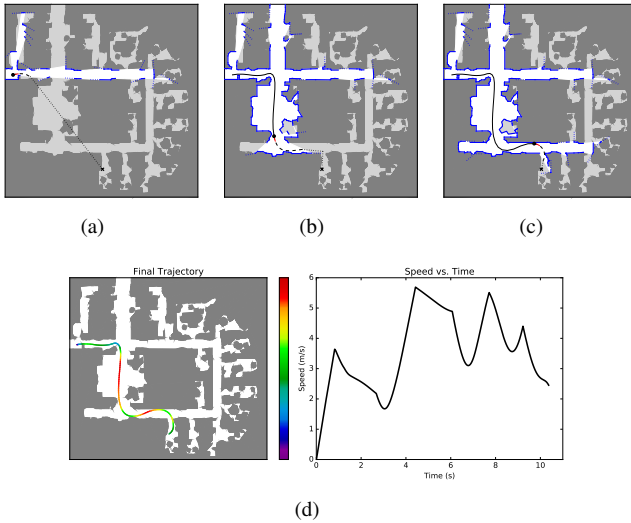 (a)
(b)
(c)
Final Trajectory
Speed vs. Time
6
5
4
3
2
1
0
Speed (m/s)
0
2
4
6
8
10
Time (s)
(d)